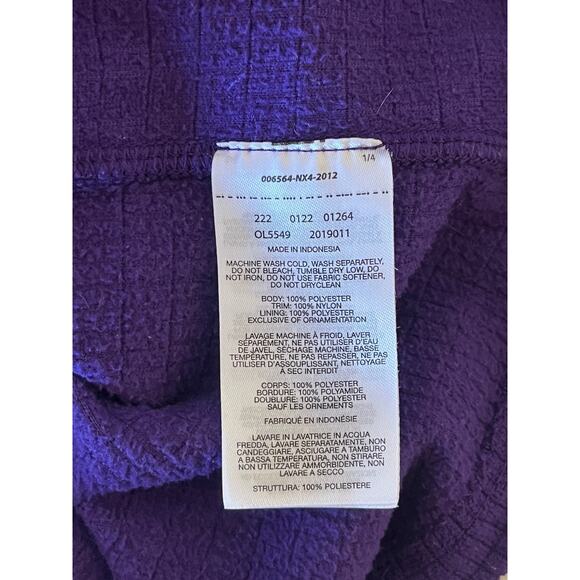 1/4
006564-NX4-2012
222 0122 01264
OL5549 2019011
MADE IN INDONESIA
MACHINE WASH COLD, WASH SEPARATELY,
DO NOT BLEACH, TUMBLE DRY LOW, DO
NOT IRON, DO NOT USE FABRIC SOFTENER,
DO NOT DRYCLEAN
BODY: 100% POLYESTER
TRIM: 100% NYLON
LINING: 100% POLYESTER
EXCLUSIVE OF ORNAMENTATION
LAVAGE MACHINE À FROID, LAVER
SÉPARÉMENT, NE PAS UTILISER D'EAU
DE JAVEL, SÉCHAGE MACHINE, BASSE
TEMPÉRATURE, NE PAS REPASSER, NE PAS
UTILISER D'ASSOUPLISSANT, NETTOYAGE
À SEC INTERDIT
CORPS: 100% POLYESTER
BORDURE: 100% POLYAMIDE
DOUBLURE: 100% POLYESTER
SAUF LES ORNEMENTS
FABRIQUÉ EN INDONÉSIE
LAVARE IN LAVATRICE IN ACQUA
FREDDA, LAVARE SEPARATAMENTE, NON
CANDEGGIARE, ASCIUGARE A TAMBURO
A BASSA TEMPERATURA, NON STIRARE,
NON UTILIZZARE AMMORBIDENTE, NON
LAVARE A SECCO
STRUTTURA: 100% POLIESTERE